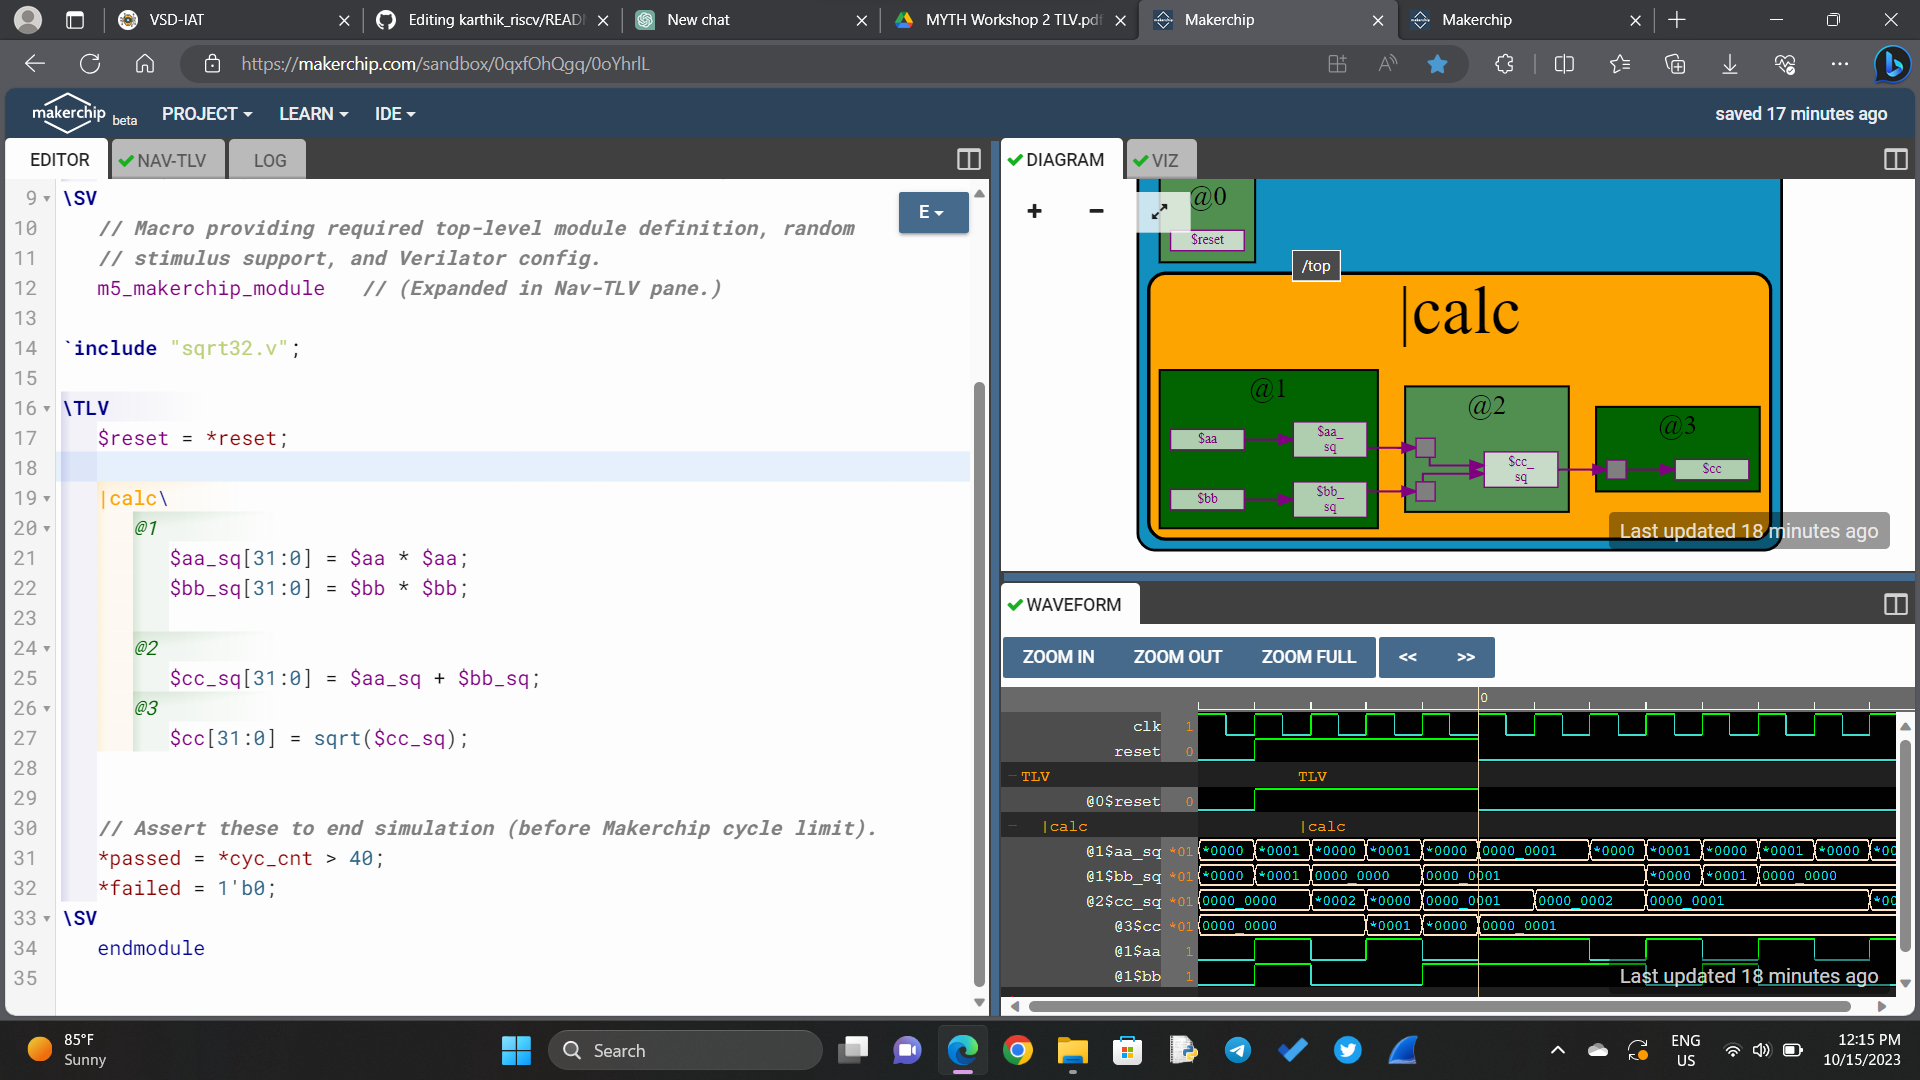 VSD-IAT
Editing karthik_riscv/READ
New chat
MYTH Workshop 2 TLV.pdf
Makerchip
Makerchip
https://makerchip.com/sandbox/0qxfOhQgq/0oYhrlL
makerchip beta
PROJECT
LEARN
IDE
saved 17 minutes ago
EDITOR
NAV-TLV
LOG
E
9 \SV
10 // Macro providing required top-level module definition, random
11 // stimulus support, and Verilator config.
12 m5_makerchip_module // (Expanded in Nav-TLV pane.)
13
14 `include "sqrt32.v";
15
16 \TLV
17 $reset = *reset;
18
19 |calc\
20 @1
21 $aa_sq[31:0] = $aa * $aa;
22 $bb_sq[31:0] = $bb * $bb;
23
24 @2
25 $cc_sq[31:0] = $aa_sq + $bb_sq;
26 @3
27 $cc[31:0] = sqrt($cc_sq);
28
29
30 // Assert these to end simulation (before Makerchip cycle limit).
31 *passed = *cyc_cnt > 40;
32 *failed = 1'b0;
33 \SV
34 endmodule
35
DIAGRAM
VIZ
@0
$reset
/top
|calc
@1
$aa
$aa_
sq
$bb
$bb_
sq
@2
$cc_
sq
@3
$cc
Last updated 18 minutes ago
WAVEFORM
ZOOM IN
ZOOM OUT
ZOOM FULL
<<
>>
0
clk 1
reset 0
TLV TLV
@0$reset 0
|calc |calc
@1$aa_sq *01 *0000 *0001 *0000 *0001 *0000 0000_0001 *0000 *0001 *0000 *0001 *0000 *00
@1$bb_sq *01 *0000 *0001 0000_0000 0000_0001 *0000 *0001 0000_0000
@2$cc_sq *01 0000_0000 *0002 *0000 0000_0001 0000_0002 0000_0001 *00
@3$cc *01 0000_0000 *0001 *0000 0000_0001
@1$aa 1
@1$bb 1
Last updated 18 minutes ago
85°F
Sunny
Search
ENG
US
12:15 PM
10/15/2023